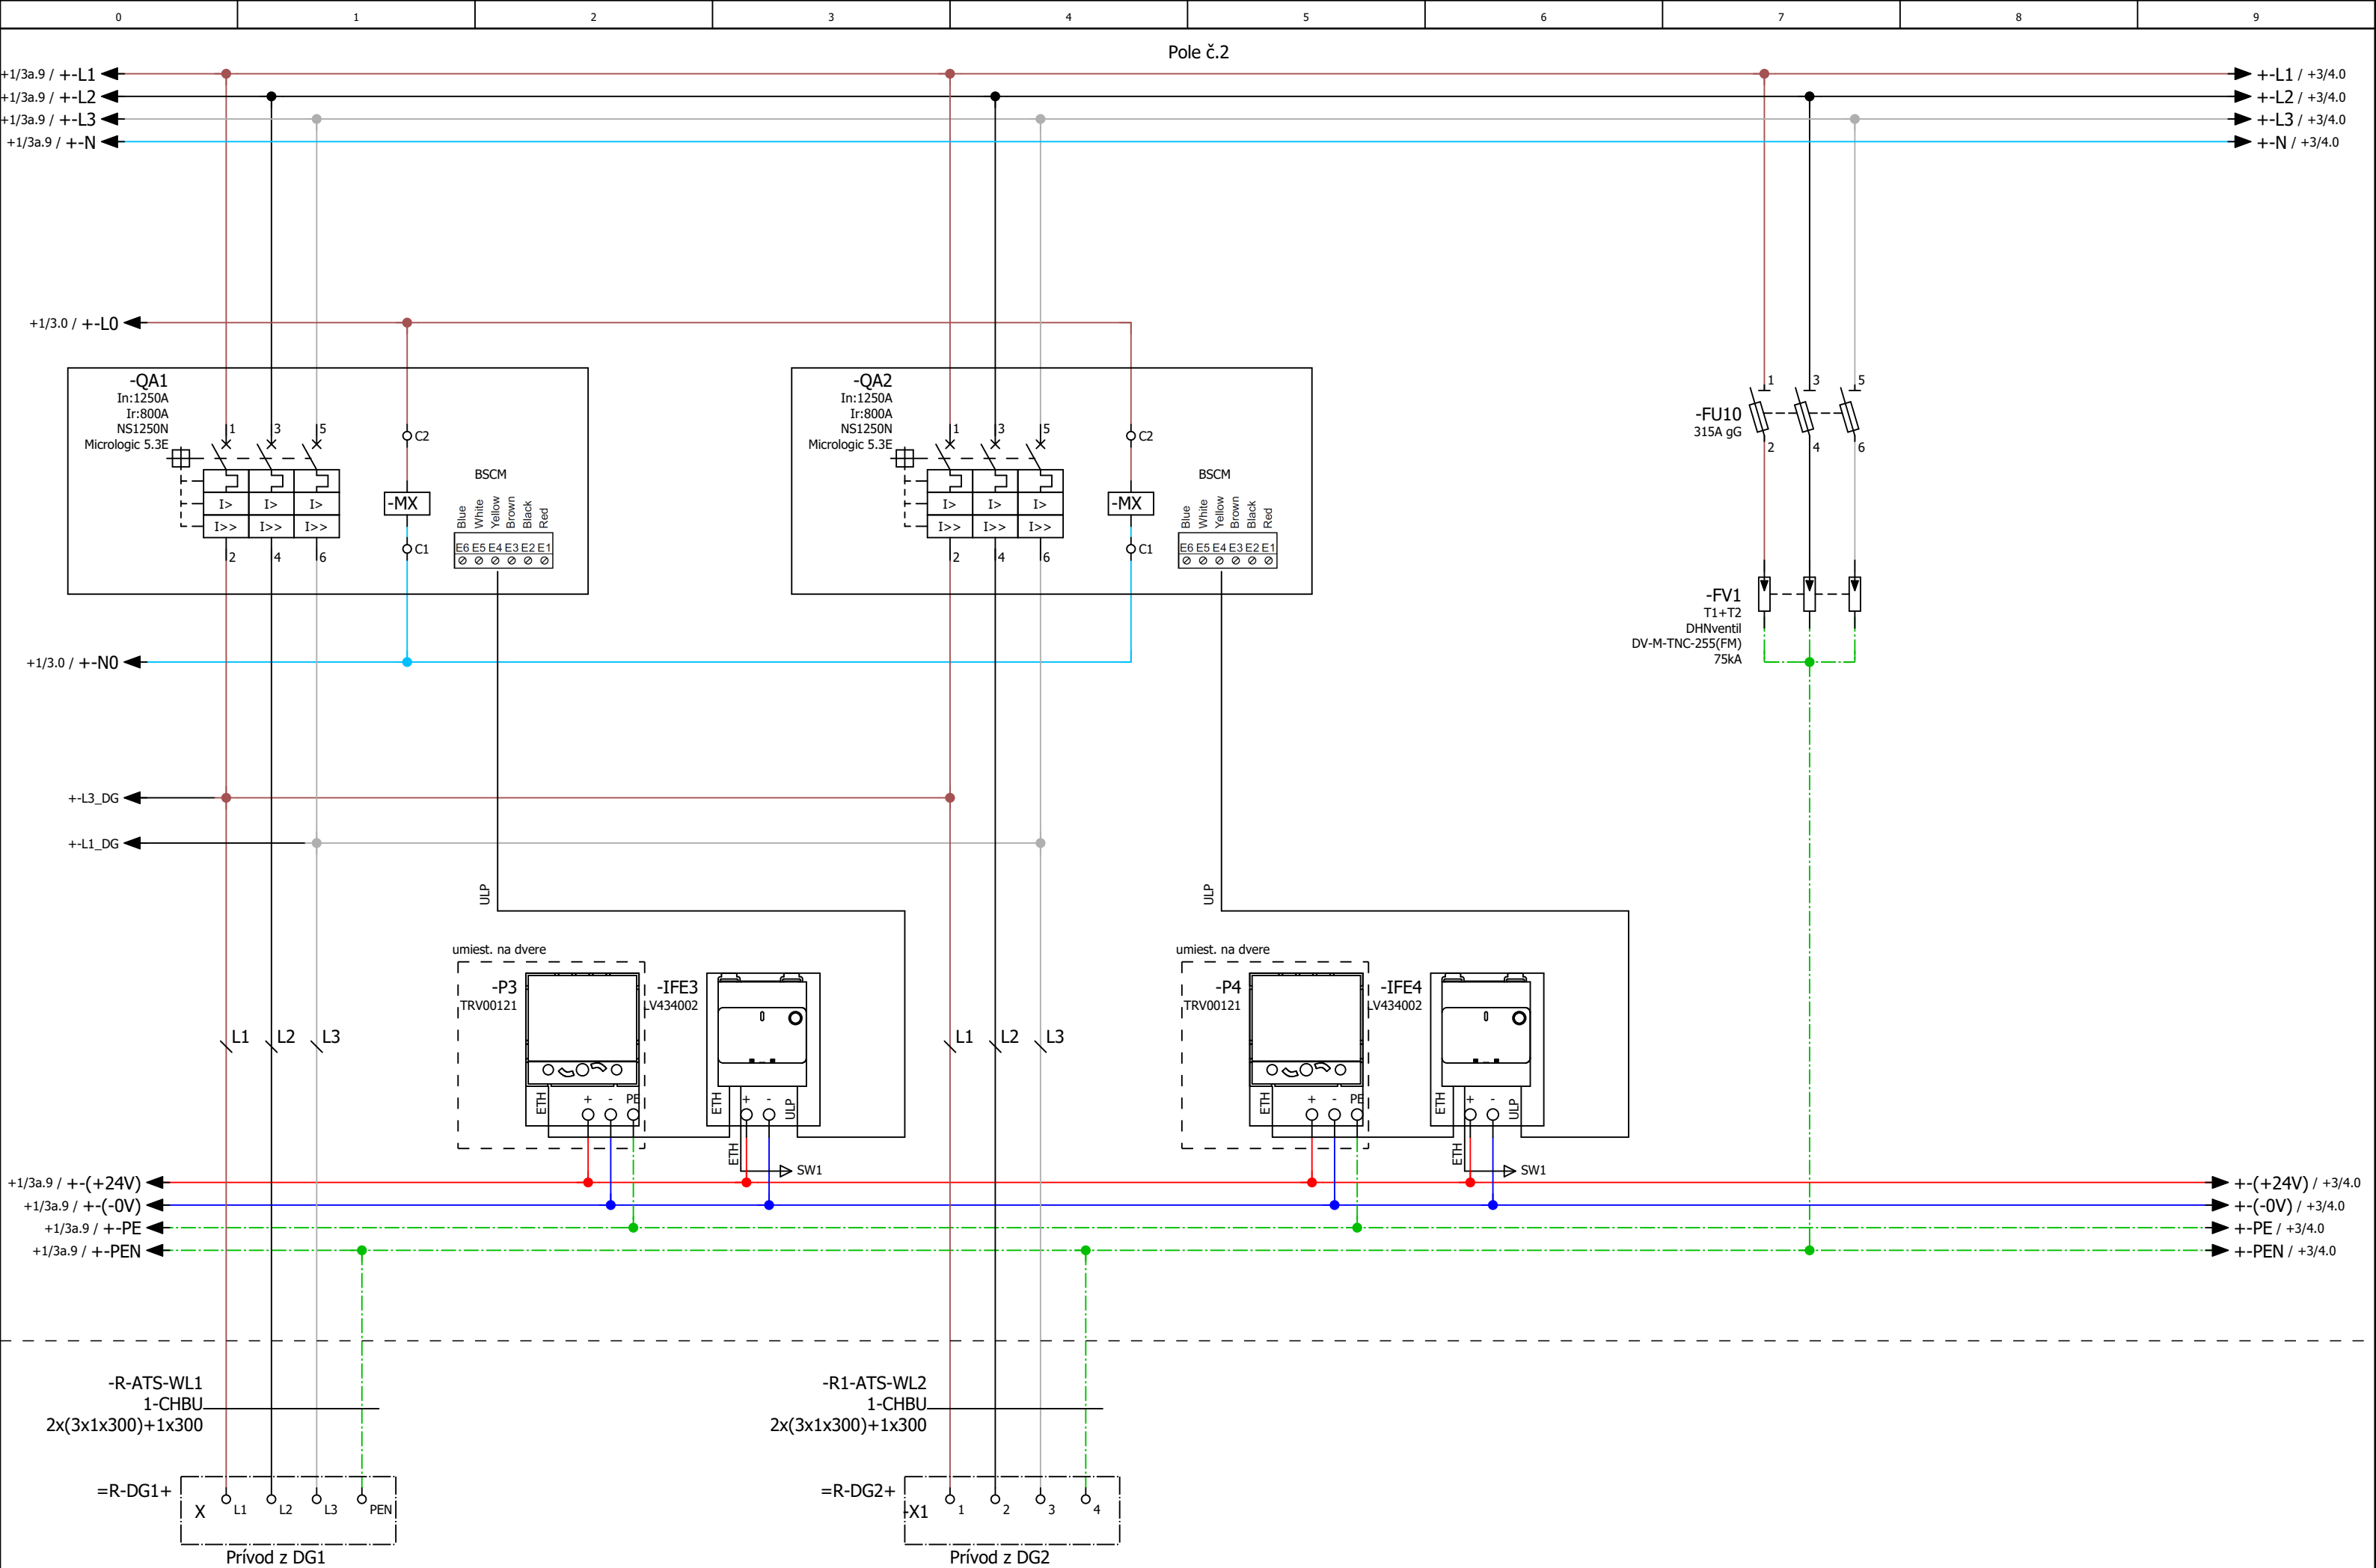 0 1 2 3 4 5 6 7 8 9
Pole č.2
+1/3a.9 / +-L1
+-L1 / +3/4.0
+1/3a.9 / +-L2
+-L2 / +3/4.0
+1/3a.9 / +-L3
+-L3 / +3/4.0
+1/3a.9 / +-N
+-N / +3/4.0
+1/3.0 / +-L0
-QA1
In:1250A
Ir:800A
NS1250N
Micrologic 5.3E
1 3 5
I> I> I>
I>> I>> I>>
2 4 6
C2
-MX
C1
BSCM
Blue White Yellow Brown Black Red
E6 E5 E4 E3 E2 E1
-QA2
In:1250A
Ir:800A
NS1250N
Micrologic 5.3E
1 3 5
I> I> I>
I>> I>> I>>
2 4 6
C2
-MX
C1
BSCM
Blue White Yellow Brown Black Red
E6 E5 E4 E3 E2 E1
-FU10
315A gG
1 3 5
2 4 6
-FV1
T1+T2
DHNventil
DV-M-TNC-255(FM)
75kA
+1/3.0 / +-N0
+-L3_DG
+-L1_DG
ULP
ULP
umiest. na dvere
-P3
TRV00121
-IFE3
LV434002
ETH + - PE
ETH + - ULP
ETH
SW1
umiest. na dvere
-P4
TRV00121
-IFE4
LV434002
ETH + - PE
ETH + - ULP
ETH
SW1
L1 L2 L3
L1 L2 L3
+1/3a.9 / +-(+24V)
+-(+24V) / +3/4.0
+1/3a.9 / +-(-0V)
+-(-0V) / +3/4.0
+1/3a.9 / +-PE
+-PE / +3/4.0
+1/3a.9 / +-PEN
+-PEN / +3/4.0
-R-ATS-WL1
1-CHBU
2x(3x1x300)+1x300
-R1-ATS-WL2
1-CHBU
2x(3x1x300)+1x300
=R-DG1+
X L1 L2 L3 PEN
Prívod z DG1
=R-DG2+
-X1 1 2 3 4
Prívod z DG2